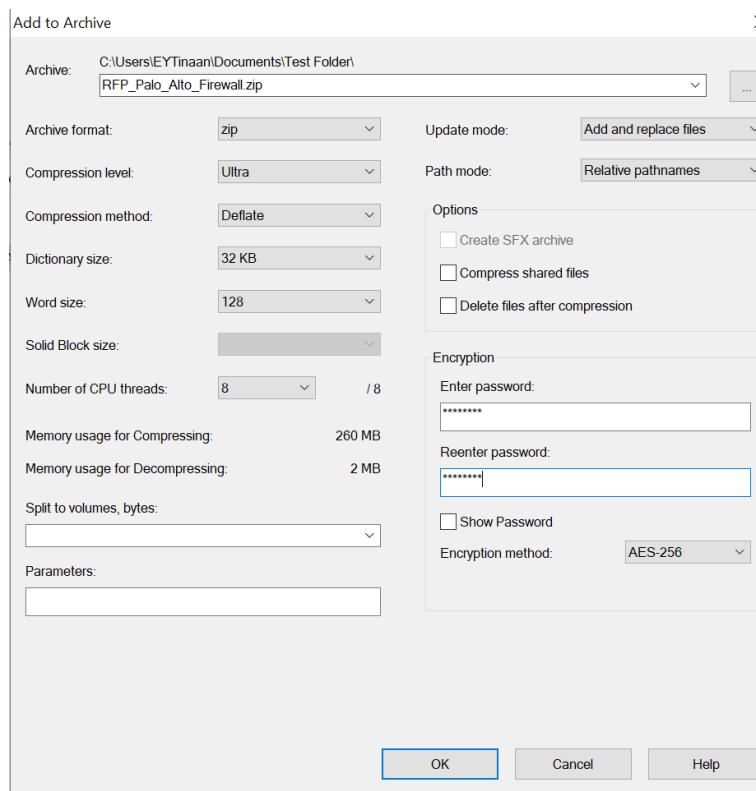 Add to Archive
Archive:
C:\Users\EYTinaan\Documents\Test Folder\
RFP_Palo_Alto_Firewall.zip
...
Archive format:
zip
Compression level:
Ultra
Compression method:
Deflate
Dictionary size:
32 KB
Word size:
128
Solid Block size:
Number of CPU threads:
8
/ 8
Memory usage for Compressing:
260 MB
Memory usage for Decompressing:
2 MB
Split to volumes, bytes:
Parameters:
Update mode:
Add and replace files
Path mode:
Relative pathnames
Options
Create SFX archive
Compress shared files
Delete files after compression
Encryption
Enter password:
********
Reenter password:
********
Show Password
Encryption method:
AES-256
OK
Cancel
Help